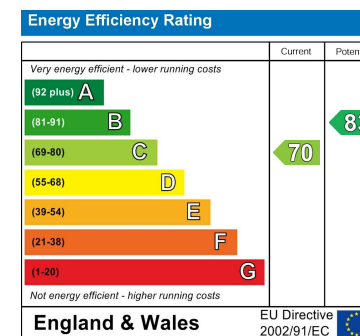 Energy Efficiency Rating
Current
Very energy efficient - lower running costs
(92 plus) A
(81-91) B
(69-80) C
70
(55-68) D
(39-54) E
(21-38) F
(1-20) G
Not energy efficient - higher running costs
England & Wales
EU Directive
2002/91/EC